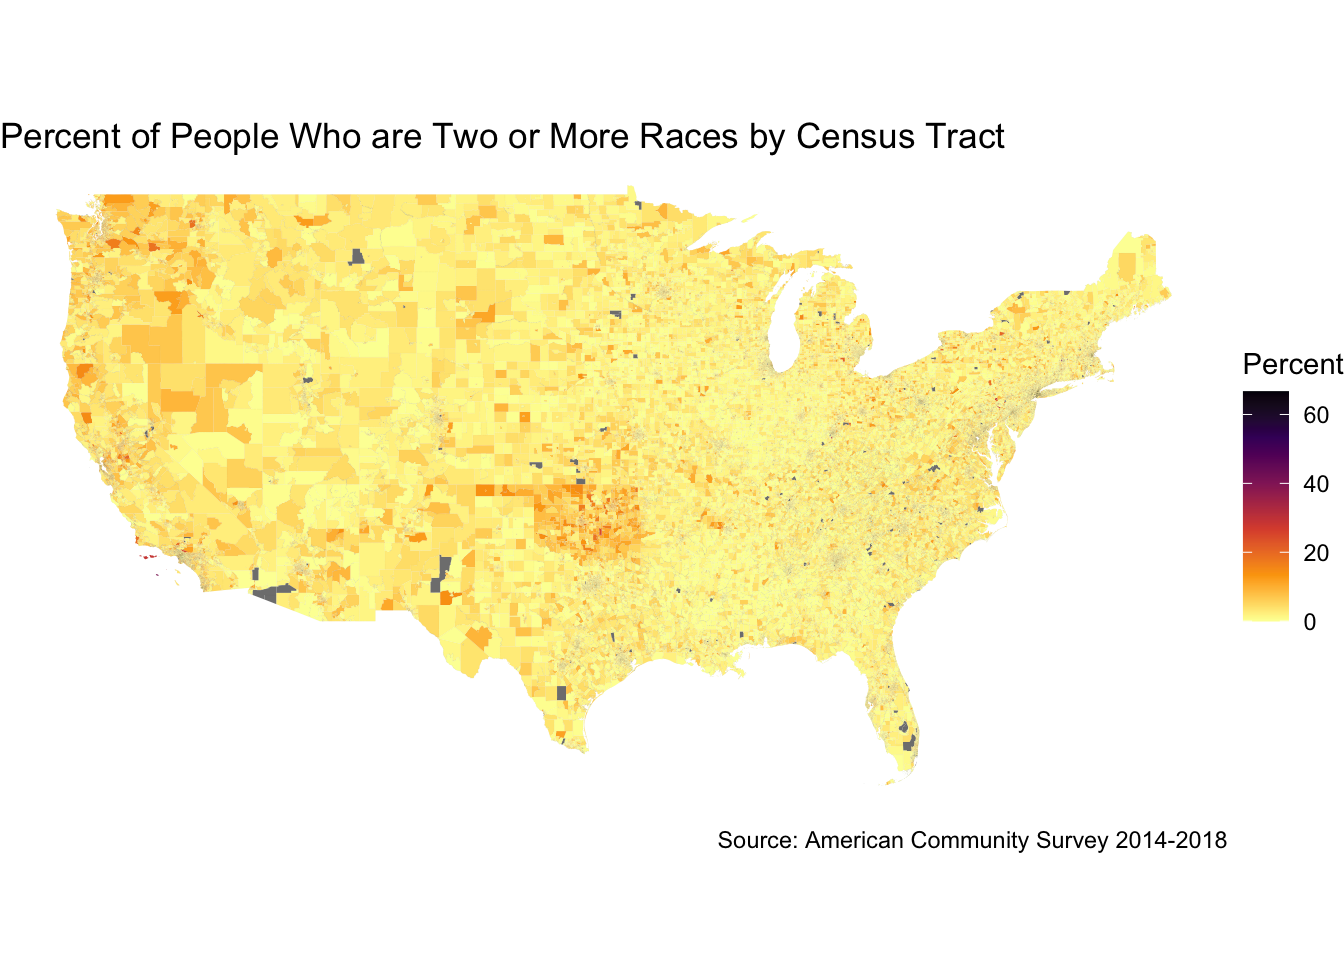 Percent of People Who are Two or More Races by Census Tract
Percent
60
40
20
0
Source: American Community Survey 2014-2018